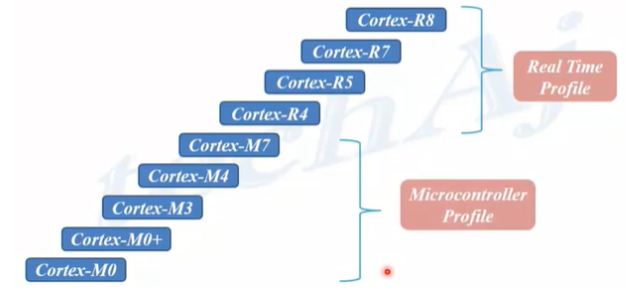 Cortex-R8
Cortex-R7
Real Time
Profile
Cortex-R5
Cortex-R4
Cortex-M7
Cortex-M4
Microcontroller
Profile
Cortex-M3
Cortex-M0+
Cortex-M0
techAj